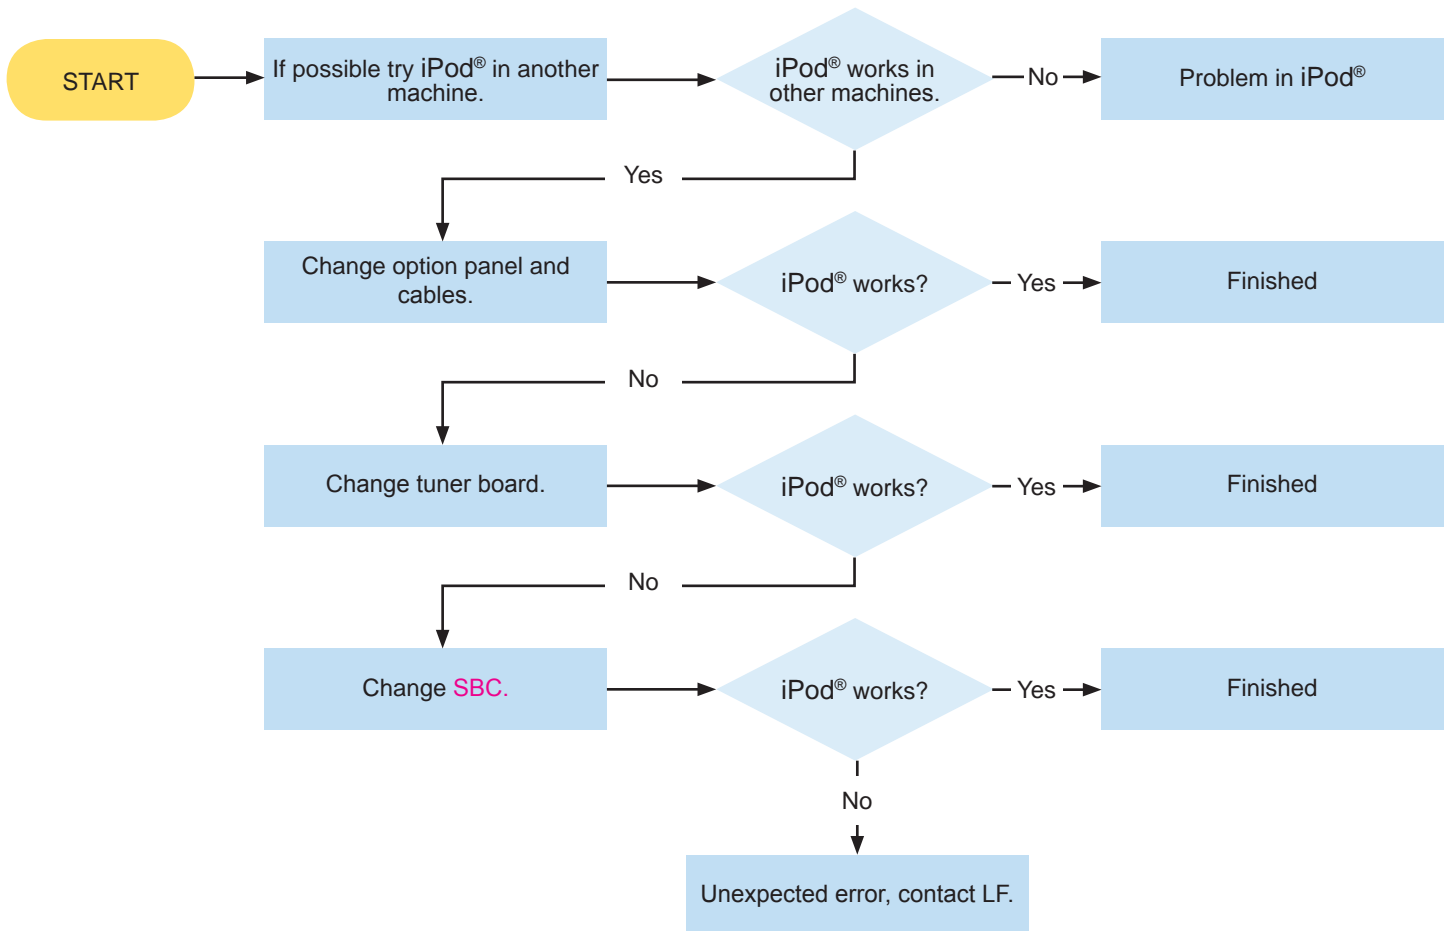 START
If possible try iPod® in another
machine.
iPod® works in
other machines.
No
Problem in iPod®
Yes
Change option panel and
cables.
iPod® works?
Yes
Finished
No
Change tuner board.
iPod® works?
Yes
Finished
No
Change SBC.
iPod® works?
Yes
Finished
No
Unexpected error, contact LF.